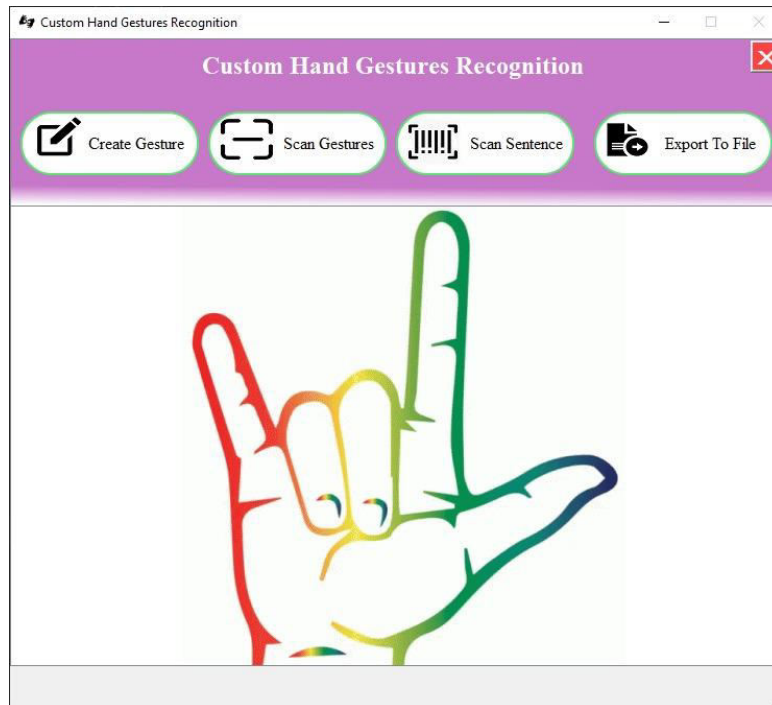 Custom Hand Gestures Recognition
Custom Hand Gestures Recognition
Create Gesture
Scan Gestures
Scan Sentence
Export To File